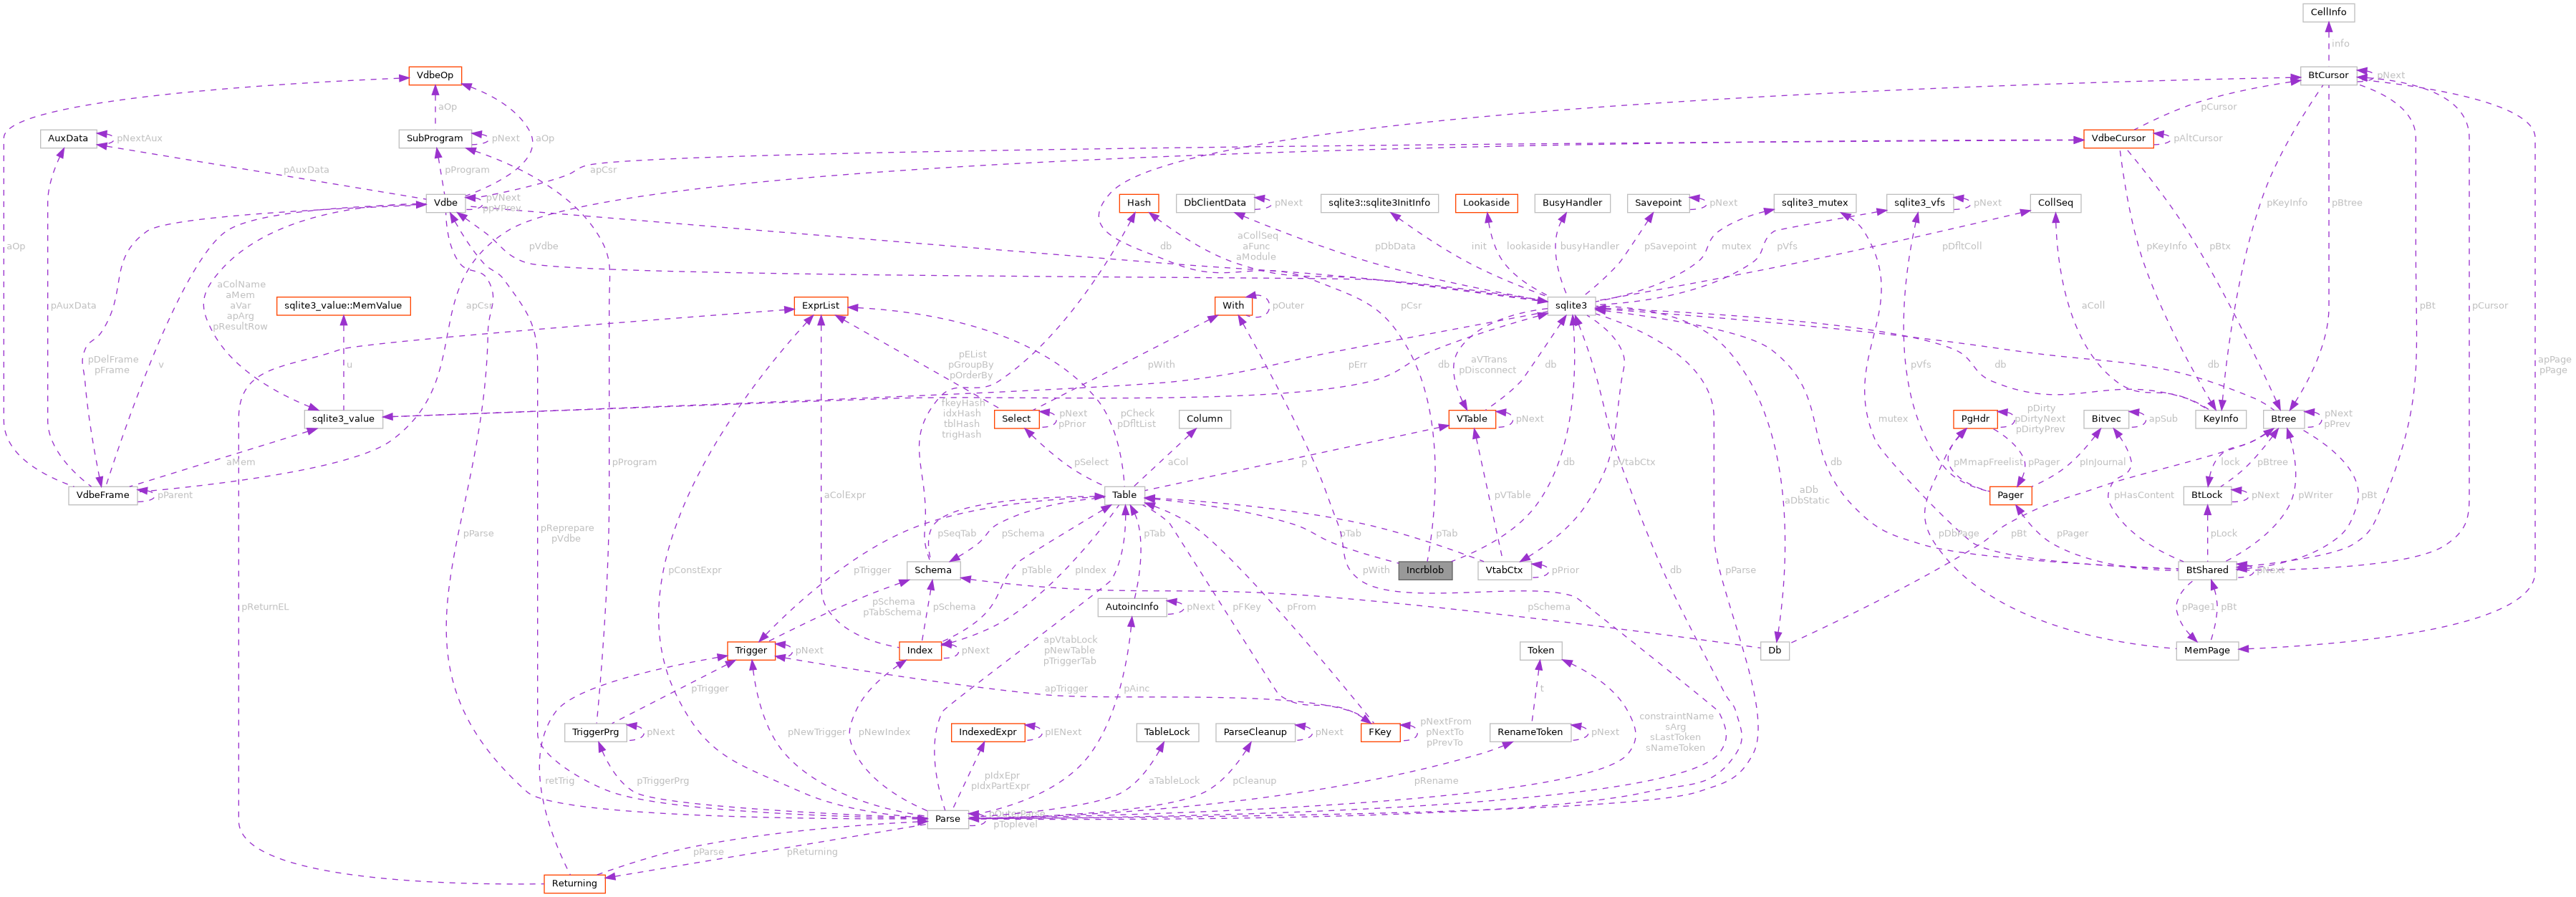 CellInfo
info
VdbeOp
BtCursor
pNext
aOp
pCursor
AuxData
pNextAux
SubProgram
pNext
aOp
VdbeCursor
pAltCursor
pAuxData
pProgram
apCsr
pKeyInfo
pBtree
Vdbe
pVNext
ppVPrev
Hash
DbClientData
pNext
sqlite3::sqlite3InitInfo
Lookaside
BusyHandler
Savepoint
pNext
sqlite3_mutex
sqlite3_vfs
pNext
CollSeq
aOp
pVdbe
db
aCollSeq
aFunc
aModule
pDbData
init
lookaside
busyHandler
pSavepoint
mutex
pVfs
pDfltColl
pKeyInfo
pBtx
aColName
aMem
aVar
apArg
pResultRow
pAuxData
sqlite3_value::MemValue
apCsr
ExprList
With
pOuter
pCsr
sqlite3
aColl
pBt
pCursor
pDelFrame
pFrame
v
u
pEList
pGroupBy
pOrderBy
pWith
pErr
db
aVTrans
pDisconnect
db
pVfs
db
db
apPage
pPage
sqlite3_value
fkeyHash
idxHash
tblHash
trigHash
Select
pNext
pPrior
pCheck
pDfltList
Column
VTable
pNext
mutex
PgHdr
pDirty
pDirtyNext
pDirtyPrev
Bitvec
apSub
KeyInfo
Btree
pNext
pPrev
aMem
pProgram
pSelect
aCol
p
pVtabCtx
db
db
pMmapFreelist
pPager
pInJournal
lock
pBtree
VdbeFrame
pParent
aColExpr
Table
pVTable
aDb
aDbStatic
Pager
pHasContent
BtLock
pNext
pWriter
pBt
pReprepare
pVdbe
pParse
pSeqTab
pSchema
pTab
pTab
pTab
pDbPage
pBt
pPager
pLock
pConstExpr
pTrigger
Schema
pTable
pIndex
Incrblob
pWith
VtabCtx
pPrior
db
pParse
BtShared
pNext
pReturnEL
pSchema
pTabSchema
pSchema
AutoincInfo
pNext
pFKey
pFrom
pSchema
pPage1
pBt
Trigger
pNext
Index
pNext
apVtabLock
pNewTable
pTriggerTab
Token
Db
MemPage
pTrigger
apTrigger
pAinc
t
TriggerPrg
pNext
pNewTrigger
pNewIndex
IndexedExpr
pIENext
TableLock
ParseCleanup
pNext
FKey
pNextFrom
pNextTo
pPrevTo
RenameToken
pNext
constraintName
sArg
sLastToken
sNameToken
retTrig
pTriggerPrg
pIdxEpr
pIdxPartExpr
aTableLock
pCleanup
pRename
Parse
pToplevel
pParse
pReturning
Returning